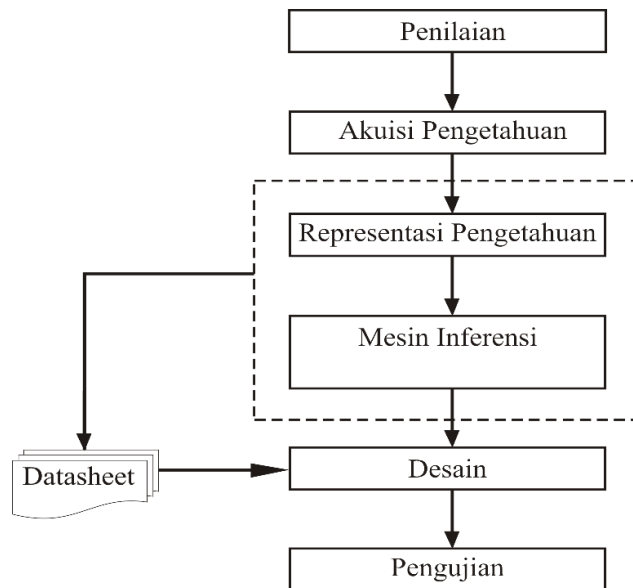 Penilaian
Akuisi Pengetahuan
Representasi Pengetahuan
Mesin Inferensi
Datasheet
Desain
Pengujian